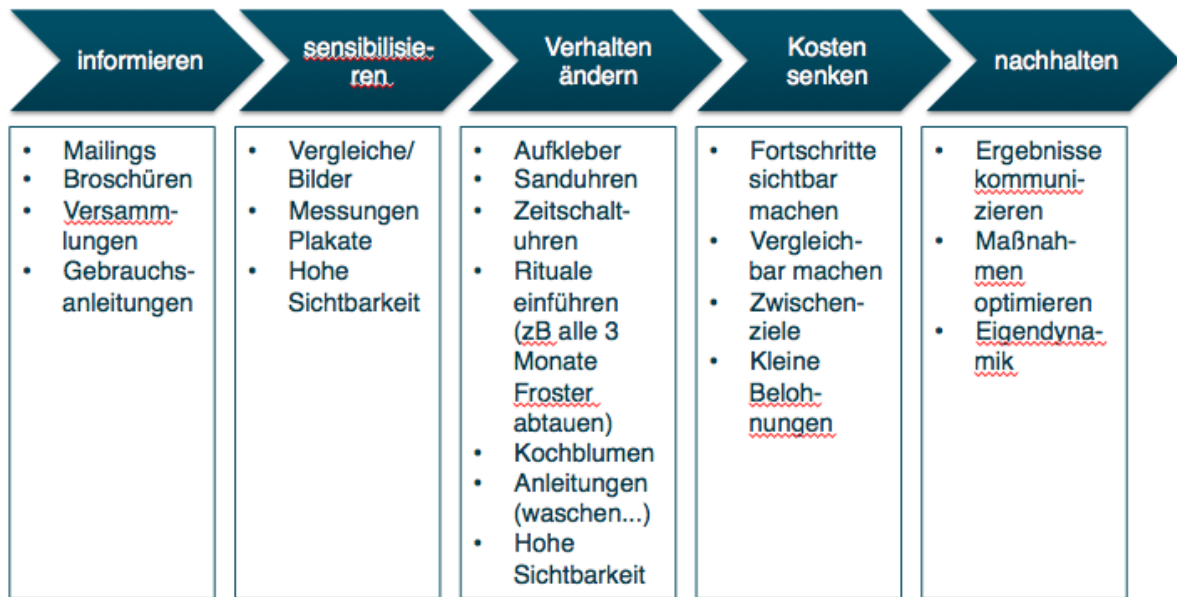 informieren
sensibilisie-
ren
Verhalten
ändern
Kosten
senken
nachhalten
• Mailings
• Broschüren
• Versamm-
lungen
• Gebrauchs-
anleitungen
• Vergleiche/
Bilder
• Messungen
Plakate
• Hohe
Sichtbarkeit
• Aufkleber
• Sanduhren
• Zeitschalt-
uhren
• Rituale
einführen
(zB alle 3
Monate
Froster
abtauen)
• Kochblumen
• Anleitungen
(waschen...)
• Hohe
Sichtbarkeit
• Fortschritte
sichtbar
machen
• Vergleich-
bar machen
• Zwischen-
ziele
• Kleine
Beloh-
nungen
• Ergebnisse
kommuni-
zieren
• Maßnah-
men
optimieren
• Eigendyna-
mik